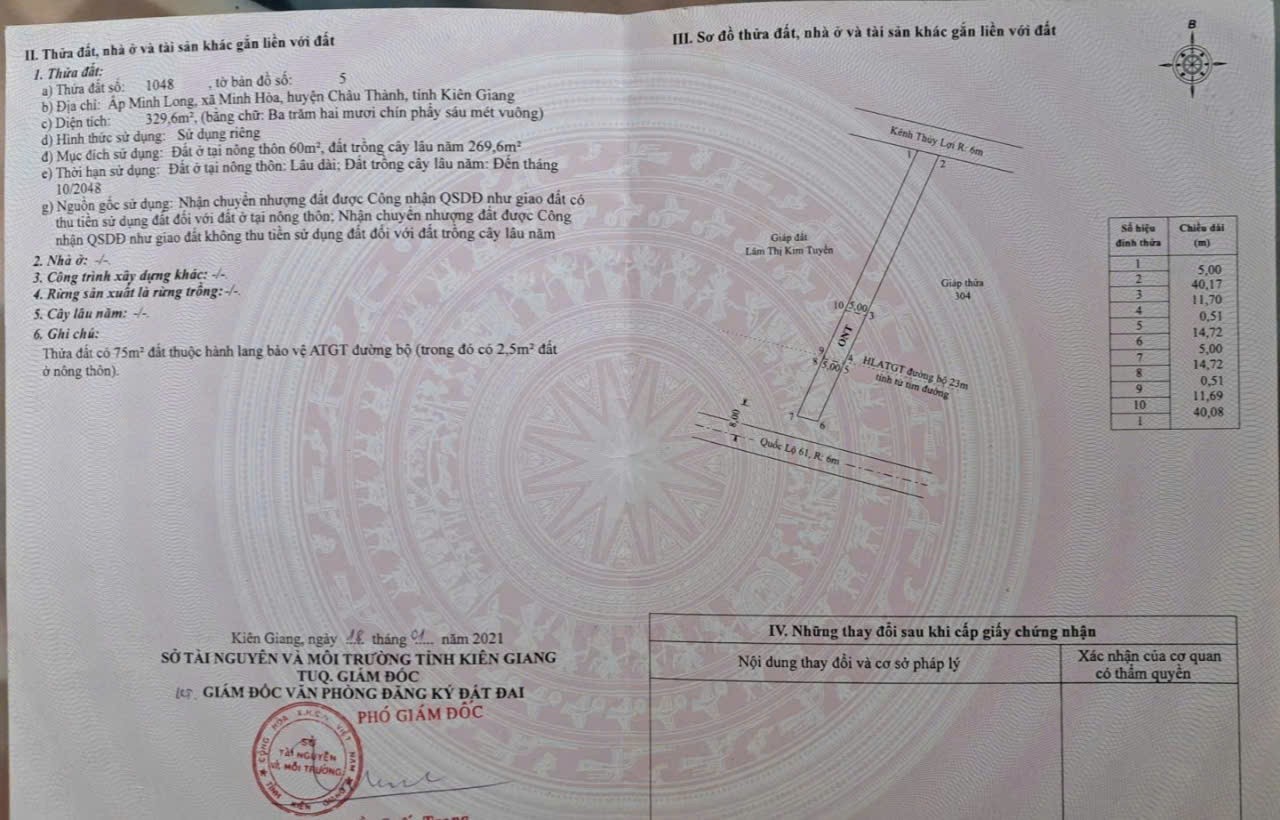 II. Thửa đất, nhà ở và tài sản khác gắn liền với đất
1. Thửa đất:
a) Thửa đất số: 1048 , tờ bản đồ số: 5
b) Địa chỉ: Ấp Minh Long, xã Minh Hòa, huyện Châu Thành, tỉnh Kiên Giang
c) Diện tích: 329,6m², (bằng chữ: Ba trăm hai mươi chín phẩy sáu mét vuông)
d) Hình thức sử dụng: Sử dụng riêng
đ) Mục đích sử dụng: Đất ở tại nông thôn 60m², đất trồng cây lâu năm 269,6m²
e) Thời hạn sử dụng: Đất ở tại nông thôn: Lâu dài; Đất trồng cây lâu năm: Đến tháng
10/2048
g) Nguồn gốc sử dụng: Nhận chuyển nhượng đất được Công nhận QSDĐ như giao đất có
thu tiền sử dụng đất đối với đất ở tại nông thôn; Nhận chuyển nhượng đất được Công
nhận QSDĐ như giao đất không thu tiền sử dụng đất đối với đất trồng cây lâu năm
2. Nhà ở: -/-.
3. Công trình xây dựng khác: -/-.
4. Rừng sản xuất là rừng trồng:-/-.
5. Cây lâu năm: -/-.
6. Ghi chú:
Thửa đất có 75m² đất thuộc hành lang bảo vệ ATGT đường bộ (trong đó có 2,5m² đất
ở nông thôn).
Kiên Giang, ngày 18 tháng 01 năm 2021
SỞ TÀI NGUYÊN VÀ MÔI TRƯỜNG TỈNH KIÊN GIANG
TUQ. GIÁM ĐỐC
GIÁM ĐỐC VĂN PHÒNG ĐĂNG KÝ ĐẤT ĐAI
PHÓ GIÁM ĐỐC
CỘNG HÒA X.H.C.N VIỆT NAM
SỞ
TÀI NGUYÊN
VÀ MÔI TRƯỜNG
TỈNH KIÊN GIANG
III. Sơ đồ thửa đất, nhà ở và tài sản khác gắn liền với đất
B
Kênh Thủy Lợi R: 6m
1
2
Giáp đất
Lâm Thị Kim Tuyền
Giáp thửa
304
10
5,00
3
ONT
9
4
8
5,00
5
HLATGT đường bộ 23m
tính từ tim đường
7
6
8,00
Quốc Lộ 61, R: 6m
Số hiệu
đỉnh thửa
Chiều dài
(m)
1
5,00
2
40,17
3
11,70
4
0,51
5
14,72
6
5,00
7
14,72
8
0,51
9
11,69
10
40,08
1
IV. Những thay đổi sau khi cấp giấy chứng nhận
Nội dung thay đổi và cơ sở pháp lý
Xác nhận của cơ quan
có thẩm quyền